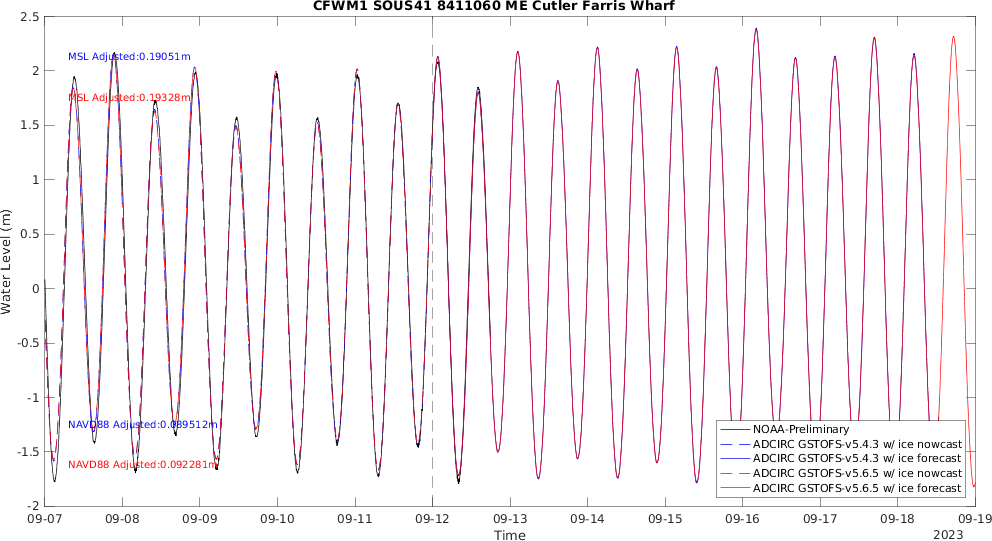 CFWM1 SOUS41 8411060 ME Cutler Farris Wharf
2.5
2
1.5
1
0.5
0
-0.5
-1
-1.5
-2
Water Level (m)
MSL Adjusted:0.19051m
MSL Adjusted:0.19328m
NAVD88 Adjusted:0.089512m
NAVD88 Adjusted:0.092281m
NOAA-Preliminary
ADCIRC GSTOFS-v5.4.3 w/ ice nowcast
ADCIRC GSTOFS-v5.4.3 w/ ice forecast
ADCIRC GSTOFS-v5.6.5 w/ ice nowcast
ADCIRC GSTOFS-v5.6.5 w/ ice forecast
09-07 09-08 09-09 09-10 09-11 09-12 09-13 09-14 09-15 09-16 09-17 09-18 09-19
Time
2023